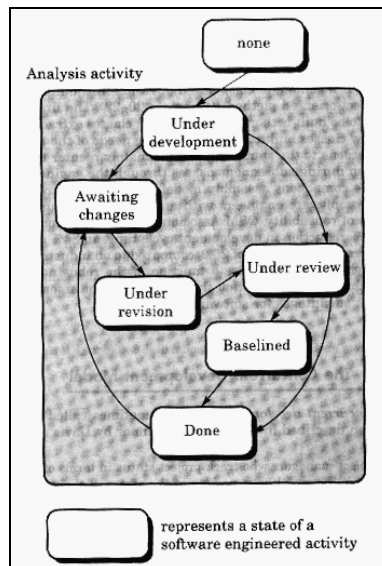 none
Analysis activity
Under
development
Awaiting
changes
Under review
Under
revision
Baselined
Done
represents a state of a
software engineered activity